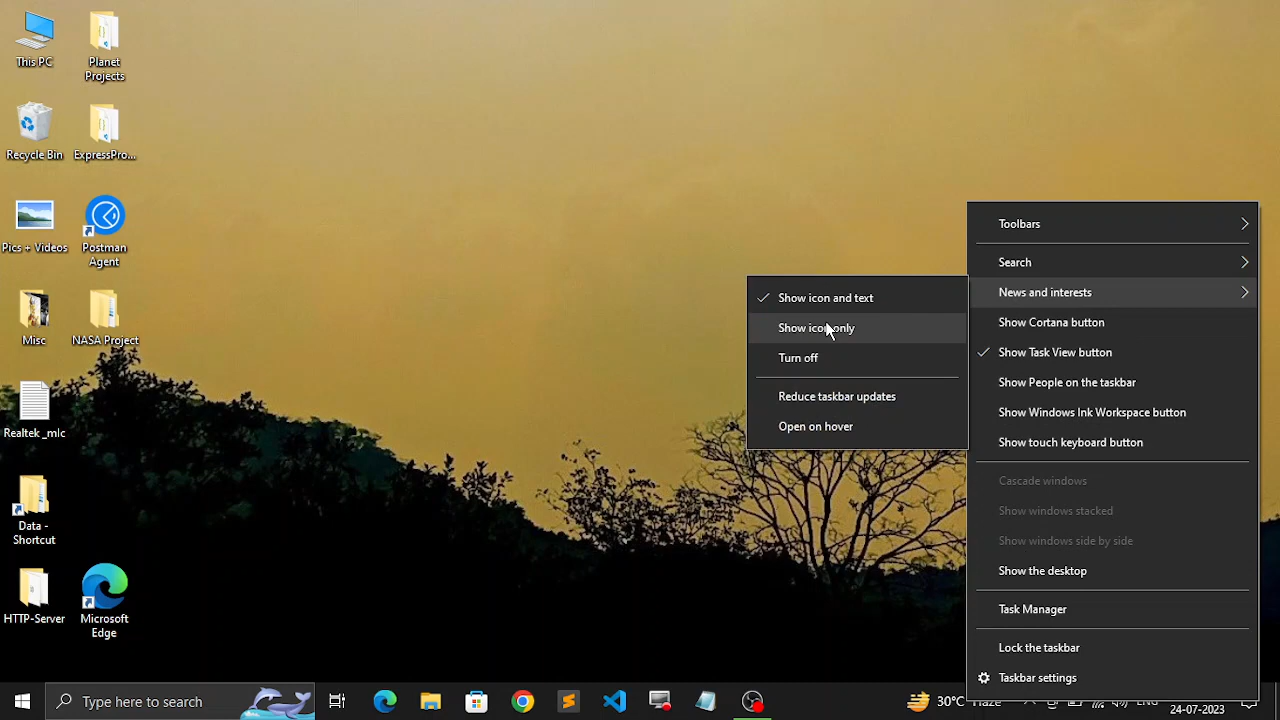 This PC
Planet
Projects
Recycle Bin
ExpressPro...
Pics + Videos
Postman
Agent
Misc
NASA Project
Realtek _mic
Data -
Shortcut
HTTP-Server
Microsoft
Edge
Show icon and text
Show icon only
Turn off
Reduce taskbar updates
Open on hover
Toolbars
Search
News and interests
Show Cortana button
Show Task View button
Show People on the taskbar
Show Windows Ink Workspace button
Show touch keyboard button
Cascade windows
Show windows stacked
Show windows side by side
Show the desktop
Task Manager
Lock the taskbar
Taskbar settings
Type here to search
30°C Haze
ENG
24-07-2023